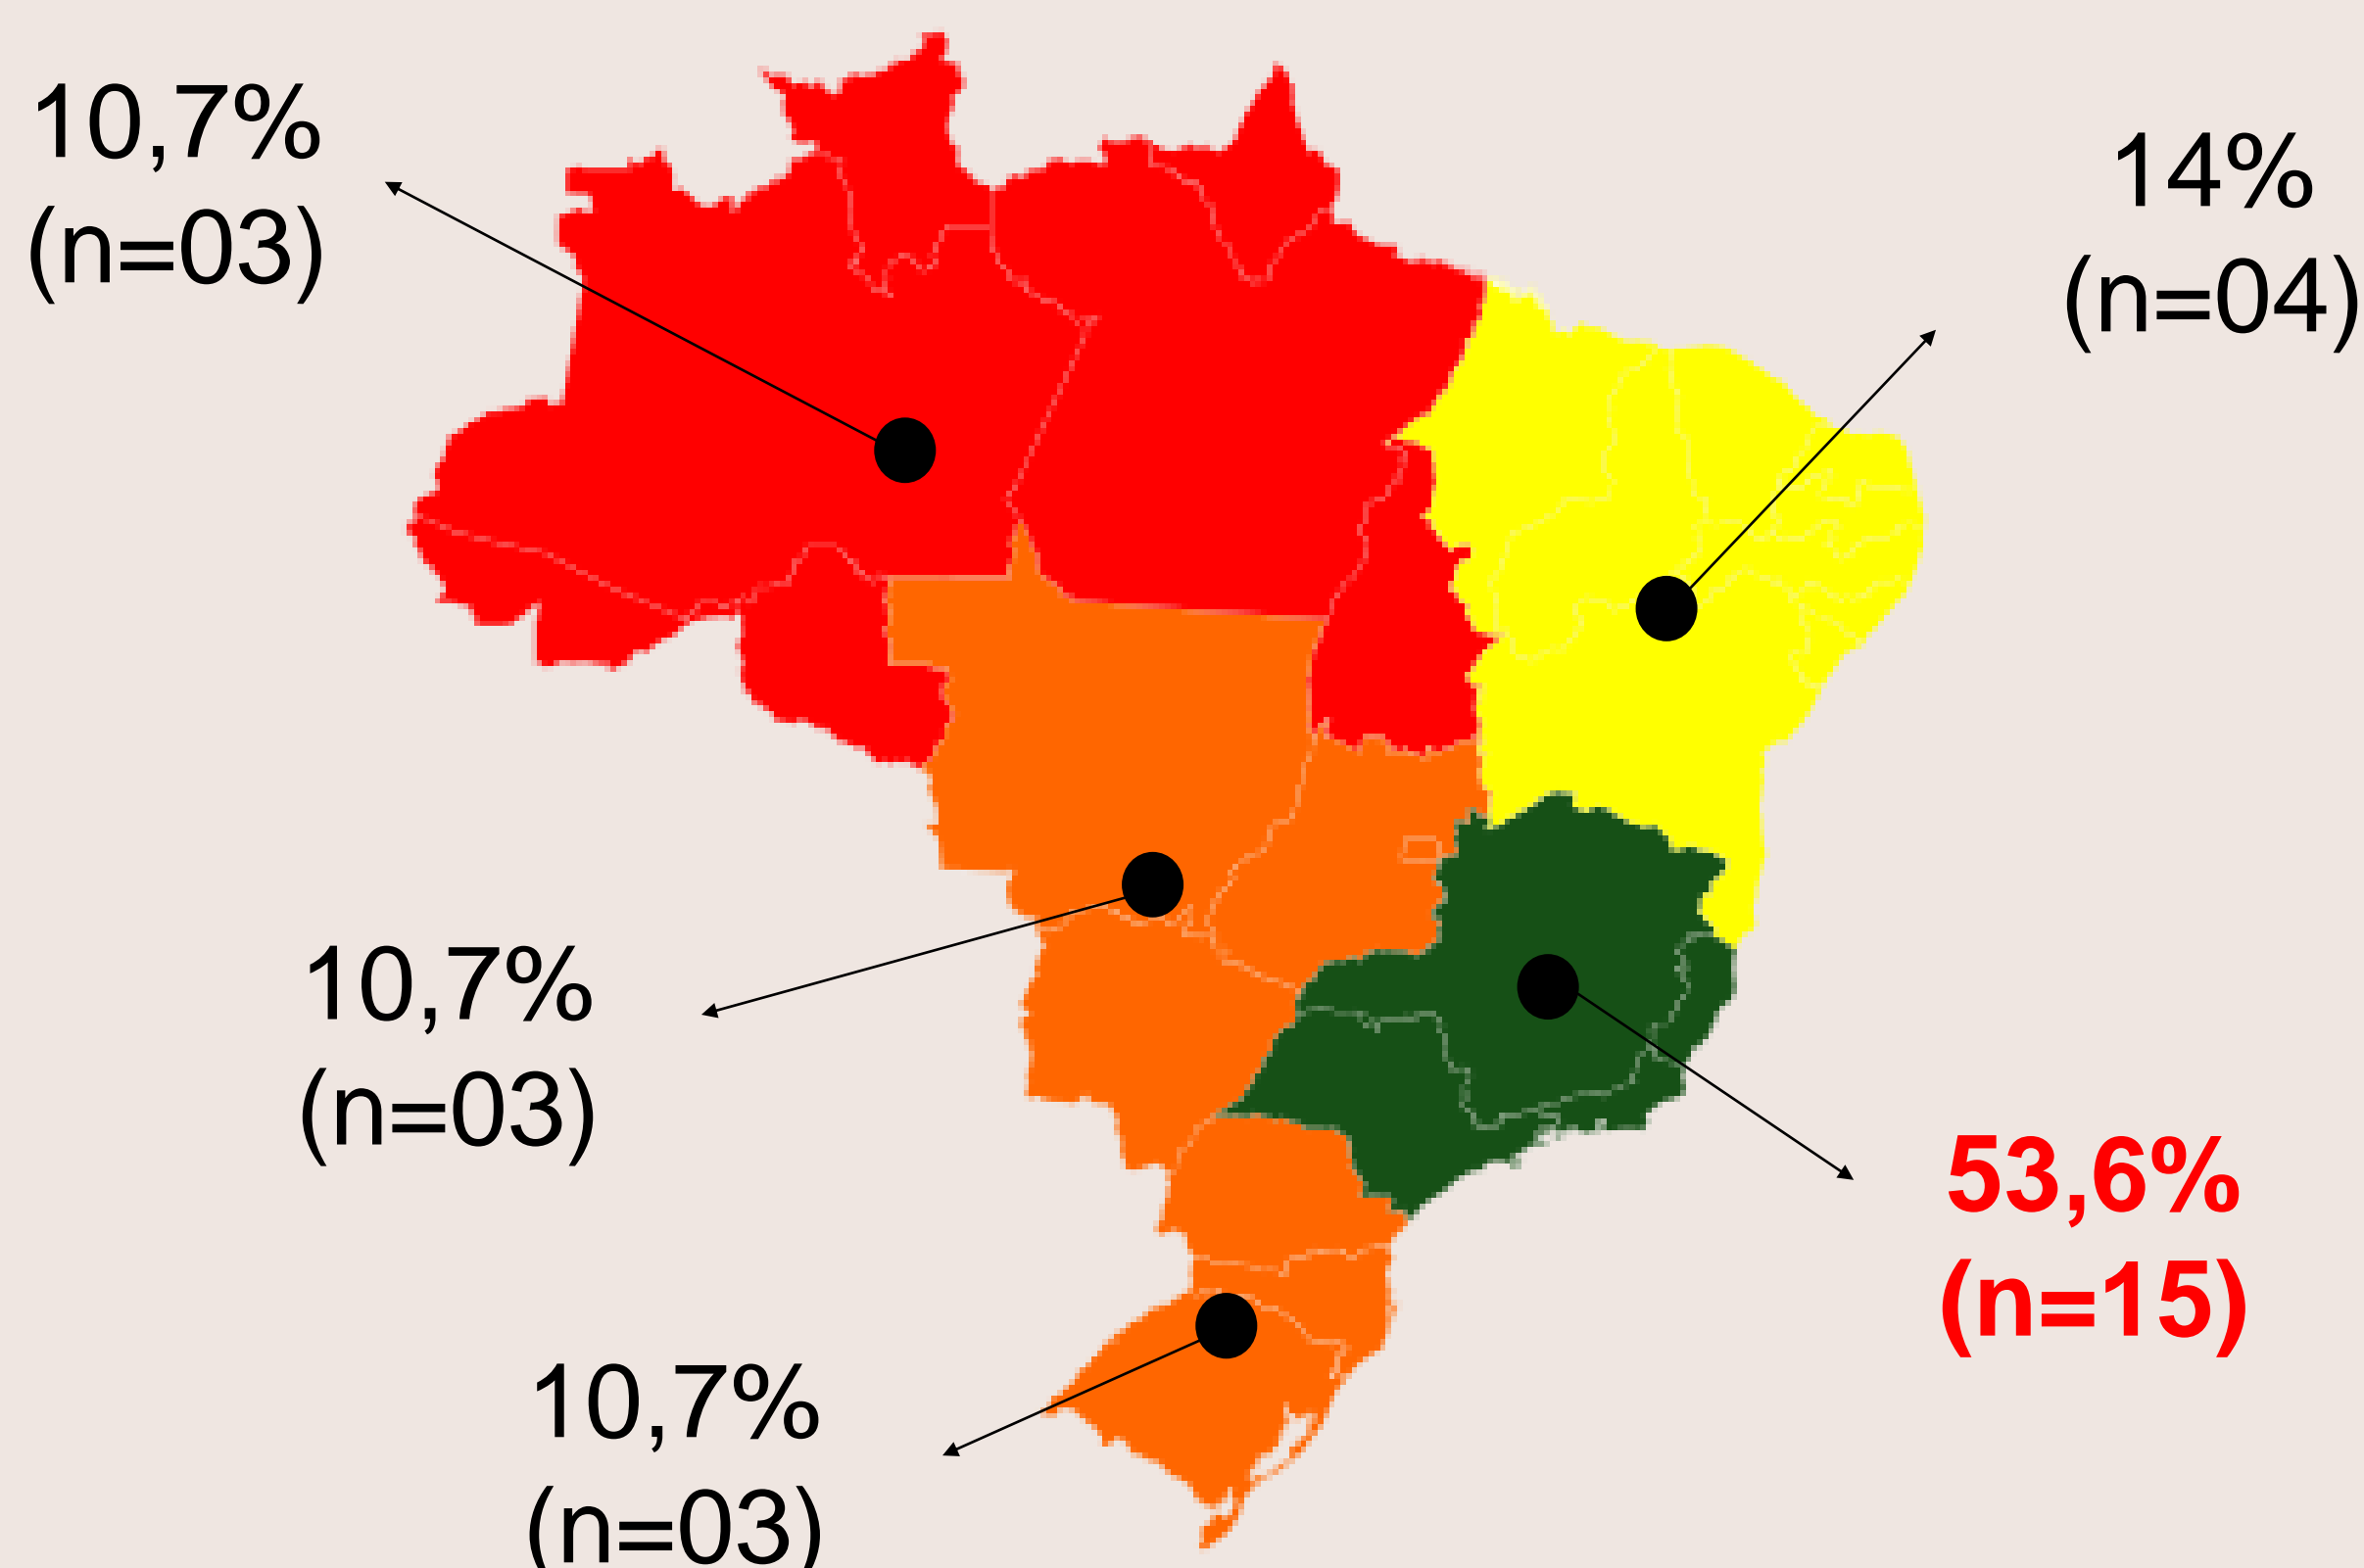 10,7%
(n=03)
14%
(n=04)
10,7%
(n=03)
53,6%
(n=15)
10,7%
(n=03)